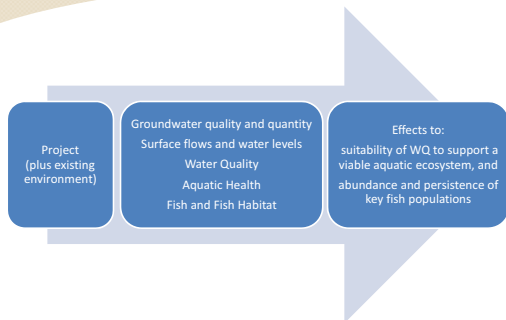 Project
(plus existing
environment)
Groundwater quality and quantity
Surface flows and water levels
Water Quality
Aquatic Health
Fish and Fish Habitat
Effects to:
suitability of WQ to support a
viable aquatic ecosystem, and
abundance and persistence of
key fish populations